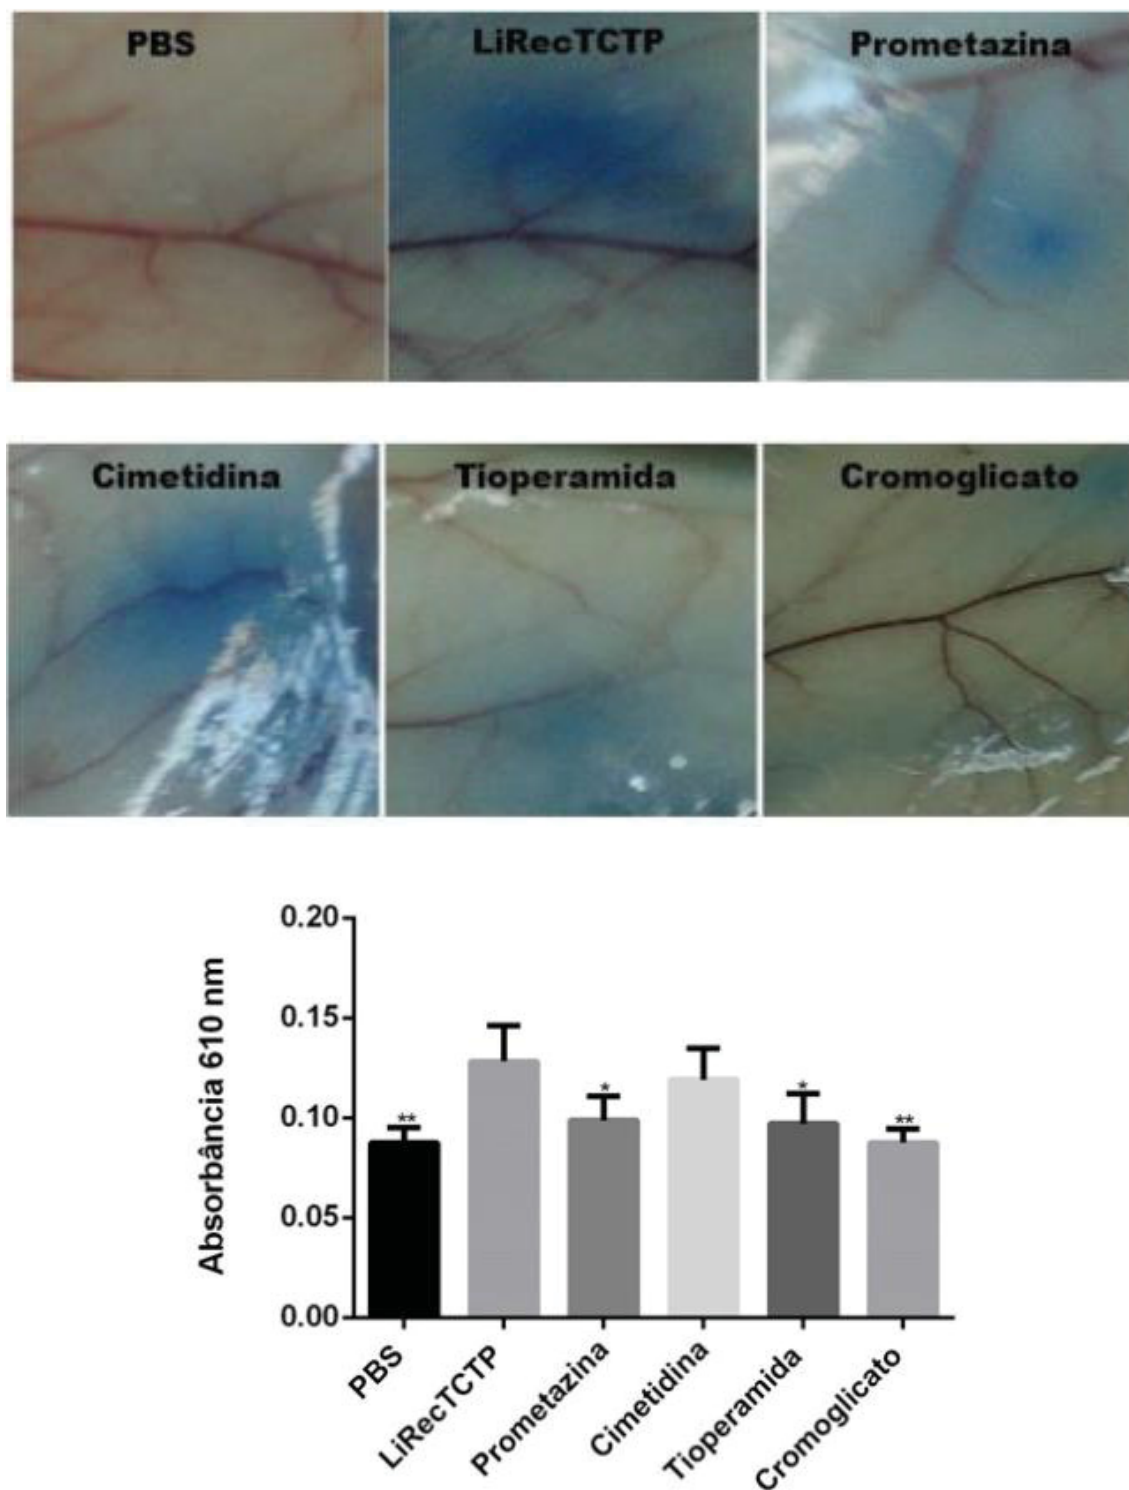 PBS
LiRecTCTP
Prometazina
Cimetidina
Tioperamida
Cromoglicato
Absorbância 610 nm
0.20
0.15
0.10
0.05
0.00
**
*
*
**
PBS
LiRecTCTP
Prometazina
Cimetidina
Tioperamida
Cromoglicato